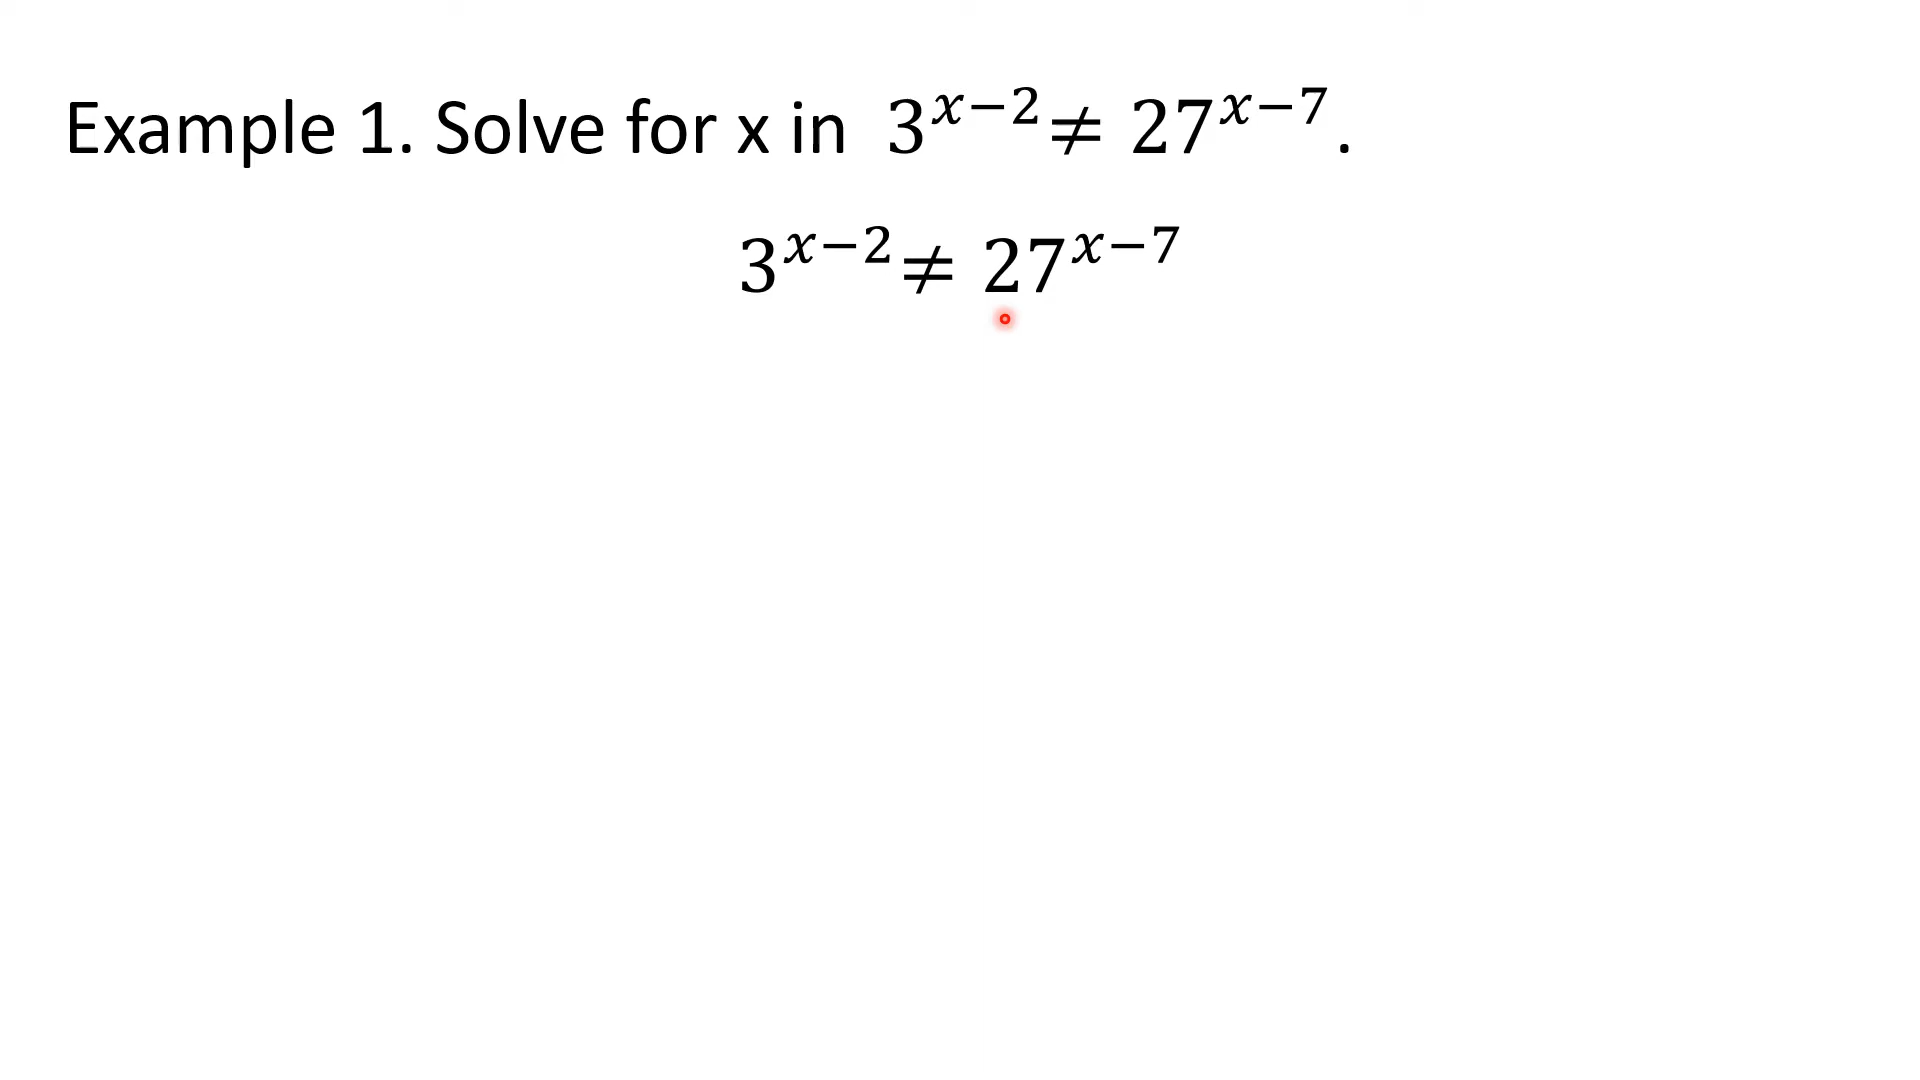 Example 1. Solve for x in 3^{x−2} ≠ 27^{x−7}.
3^{x−2} ≠ 27^{x−7}